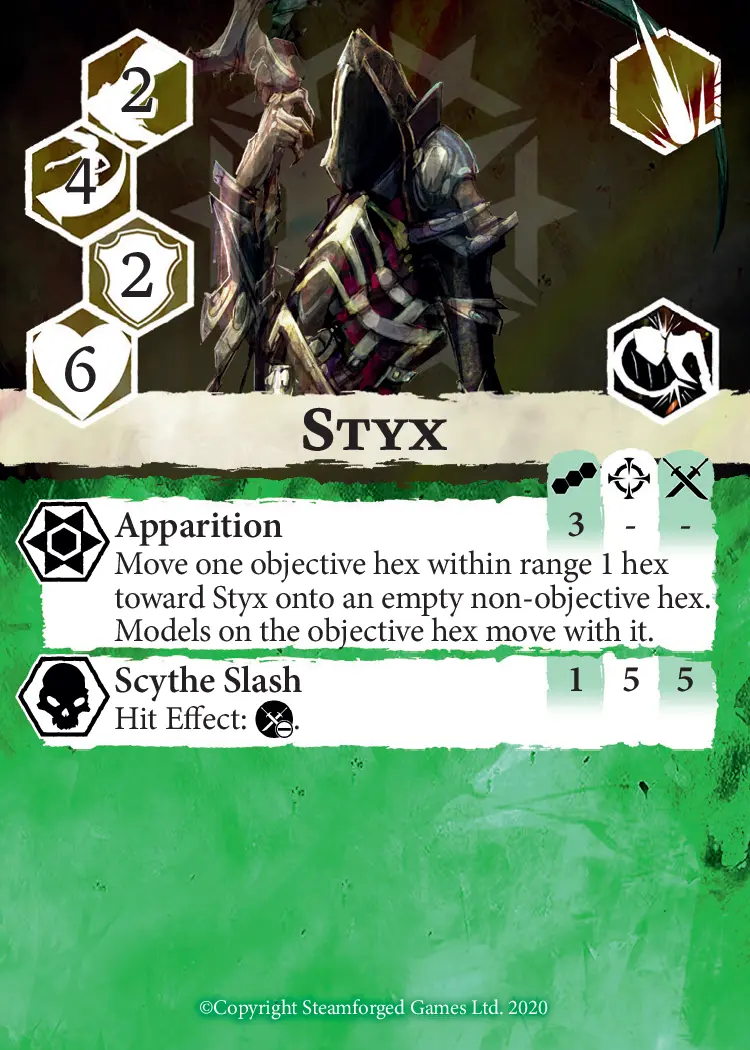 2
4
2
6
Styx
Apparition 3 - -
Move one objective hex within range 1 hex
toward Styx onto an empty non-objective hex.
Models on the objective hex move with it.
Scythe Slash 1 5 5
Hit Effect: .
©Copyright Steamforged Games Ltd. 2020